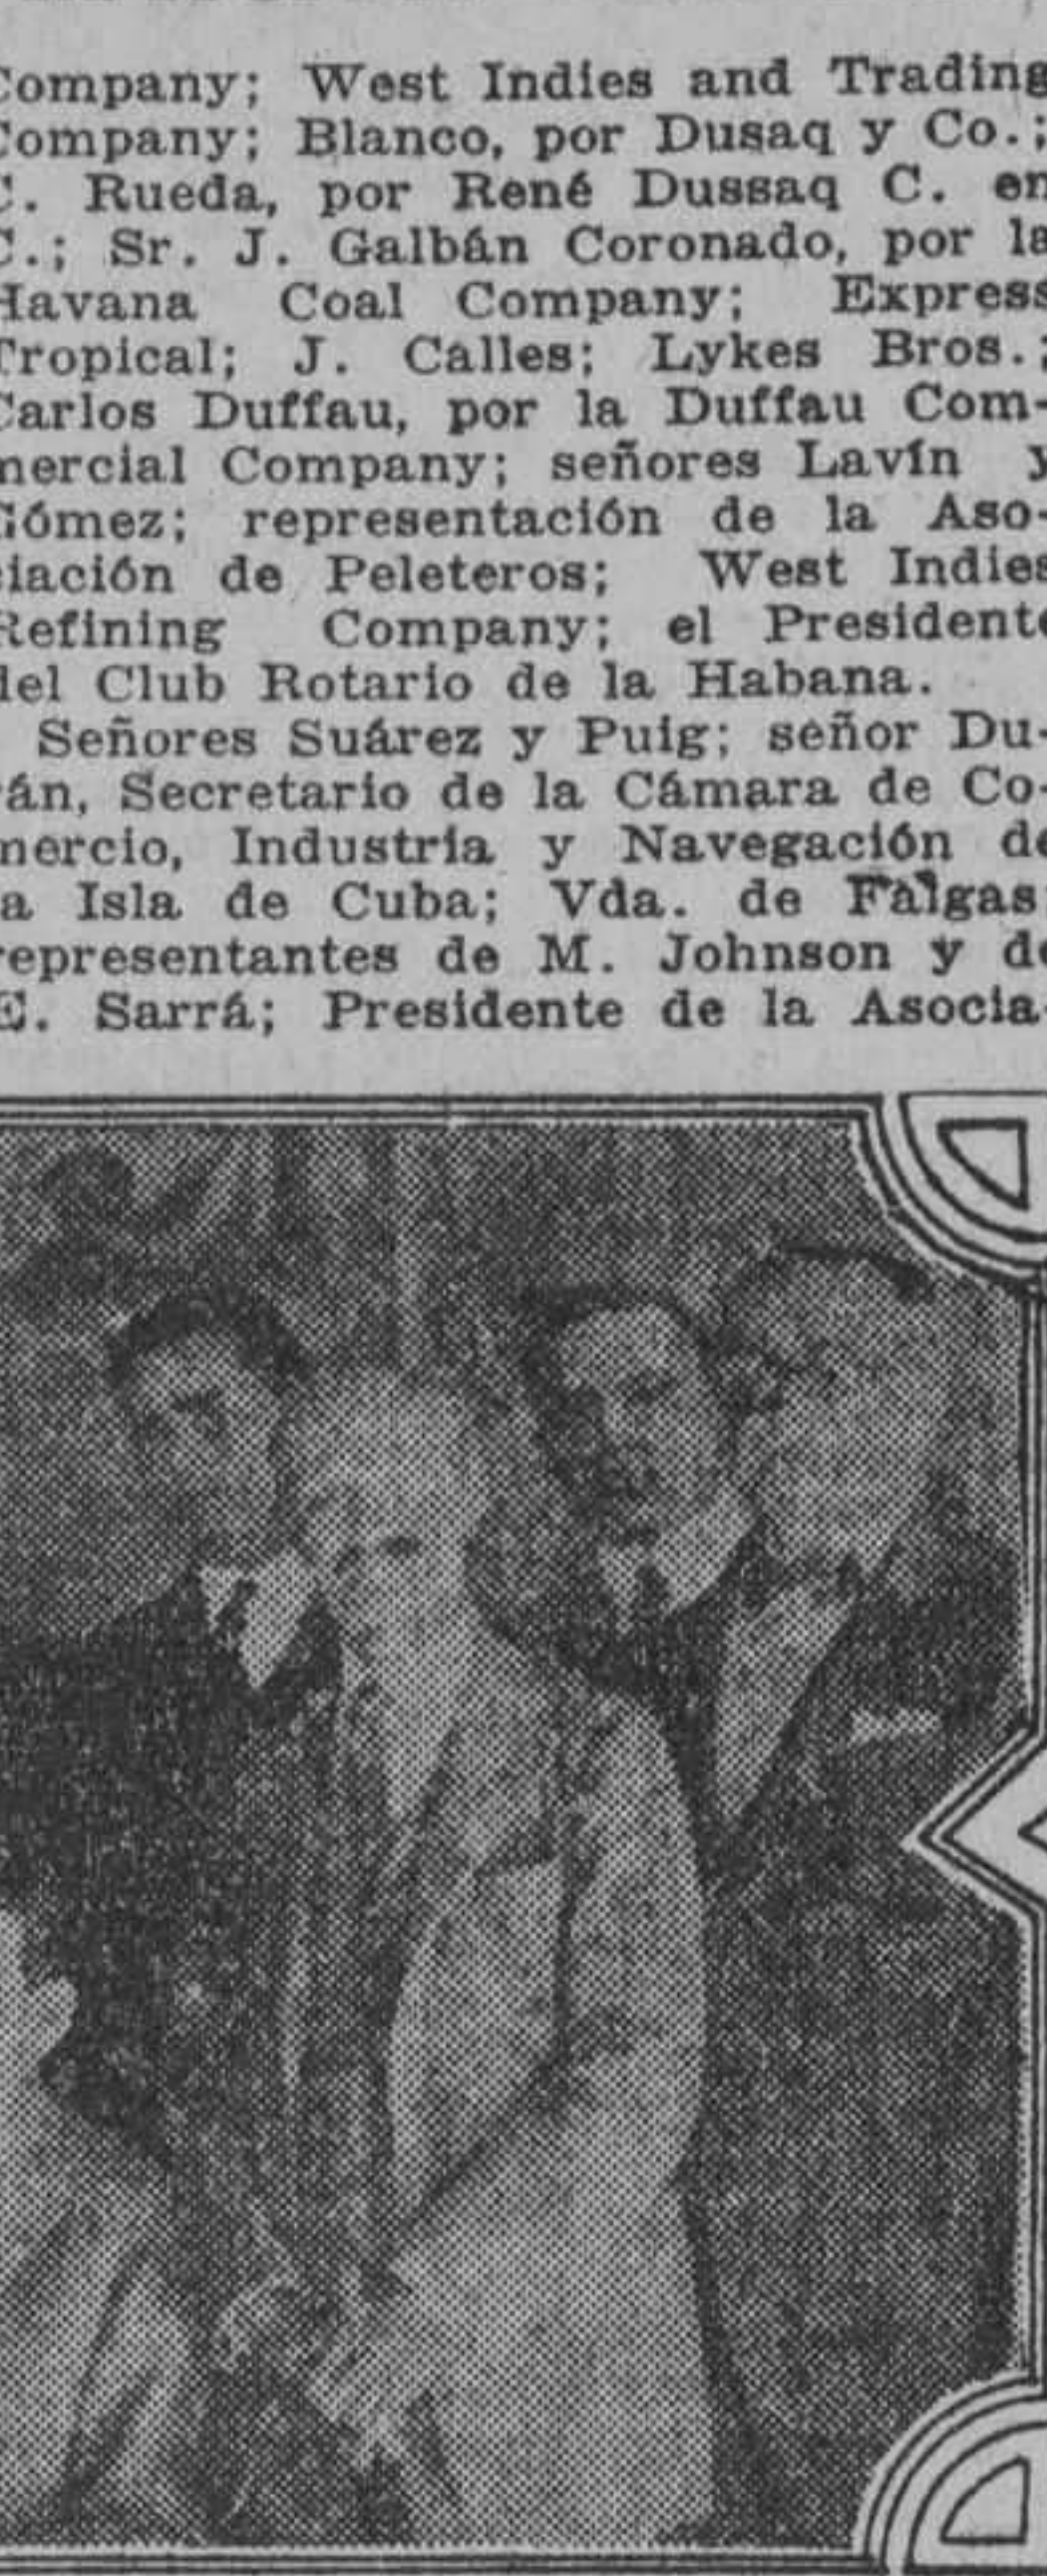 Company; West Indies and Trading
Company; Blanco, por Dusaq y Co.;
C. Rueda, por René Dussaq C. en
C.; Sr. J. Galbán Coronado, por la
Havana Coal Company; Express
Tropical; J. Calles; Lykes Bros.;
Carlos Duffau, por la Duffau Com-
mercial Company; señores Lavín y
Gómez; representación de la Aso-
ciación de Peleteros; West Indies
Refining Company; el Presidente
del Club Rotario de la Habana.
Señores Suárez y Puig; señor Du-
rán, Secretario de la Cámara de Co-
mercio, Industria y Navegación de
la Isla de Cuba; Vda. de Falgas;
representantes de M. Johnson y de
E. Sarrá; Presidente de la Asocia-